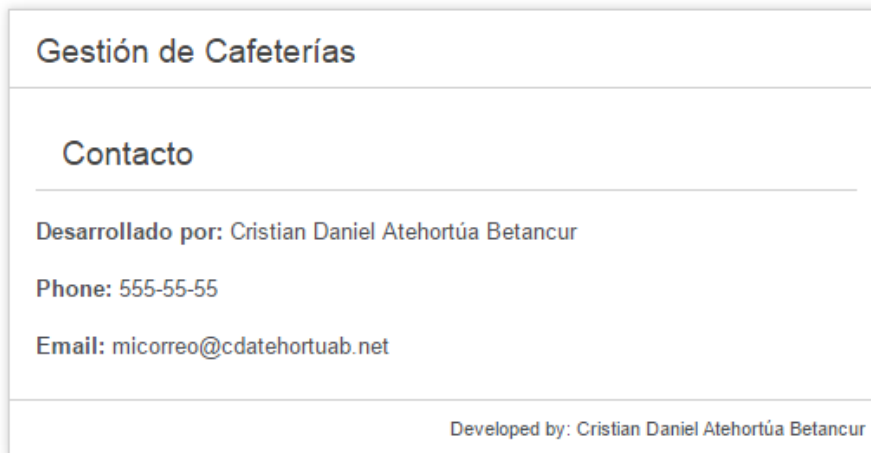 Gestión de Cafeterías
Contacto
Desarrollado por: Cristian Daniel Atehortúa Betancur
Phone: 555-55-55
Email: micorreo@cdatehortuab.net
Developed by: Cristian Daniel Atehortúa Betancur